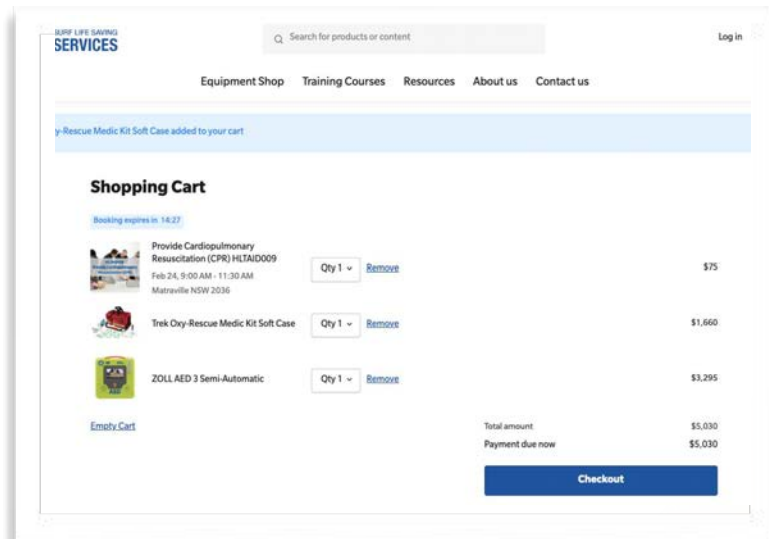 SURF LIFE SAVING
SERVICES
Search for products or content
Log in
Equipment Shop Training Courses Resources About us Contact us
y-Rescue Medic Kit Soft Case added to your cart
Shopping Cart
Booking expires in 14:27
Provide Cardiopulmonary
Resuscitation (CPR) HLTAID009
Feb 24, 9:00 AM - 11:30 AM
Matraville NSW 2036
Qty 1 Remove $75
Trek Oxy-Rescue Medic Kit Soft Case Qty 1 Remove $1,660
ZOLL AED 3 Semi-Automatic Qty 1 Remove $3,295
Empty Cart
Total amount $5,030
Payment due now $5,030
Checkout